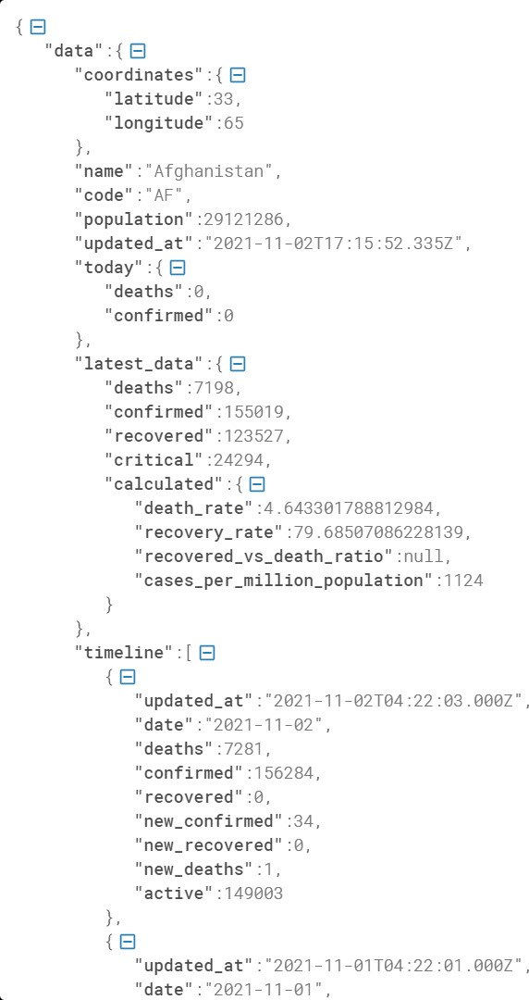 {
"data":{
"coordinates":{
"latitude":33,
"longitude":65
},
"name":"Afghanistan",
"code":"AF",
"population":29121286,
"updated_at":"2021-11-02T17:15:52.335Z",
"today":{
"deaths":0,
"confirmed":0
},
"latest_data":{
"deaths":7198,
"confirmed":155019,
"recovered":123527,
"critical":24294,
"calculated":{
"death_rate":4.643301788812984,
"recovery_rate":79.68507086228139,
"recovered_vs_death_ratio":null,
"cases_per_million_population":1124
}
},
"timeline":[
{
"updated_at":"2021-11-02T04:22:03.000Z",
"date":"2021-11-02",
"deaths":7281,
"confirmed":156284,
"recovered":0,
"new_confirmed":34,
"new_recovered":0,
"new_deaths":1,
"active":149003
},
{
"updated_at":"2021-11-01T04:22:01.000Z",
"date":"2021-11-01",